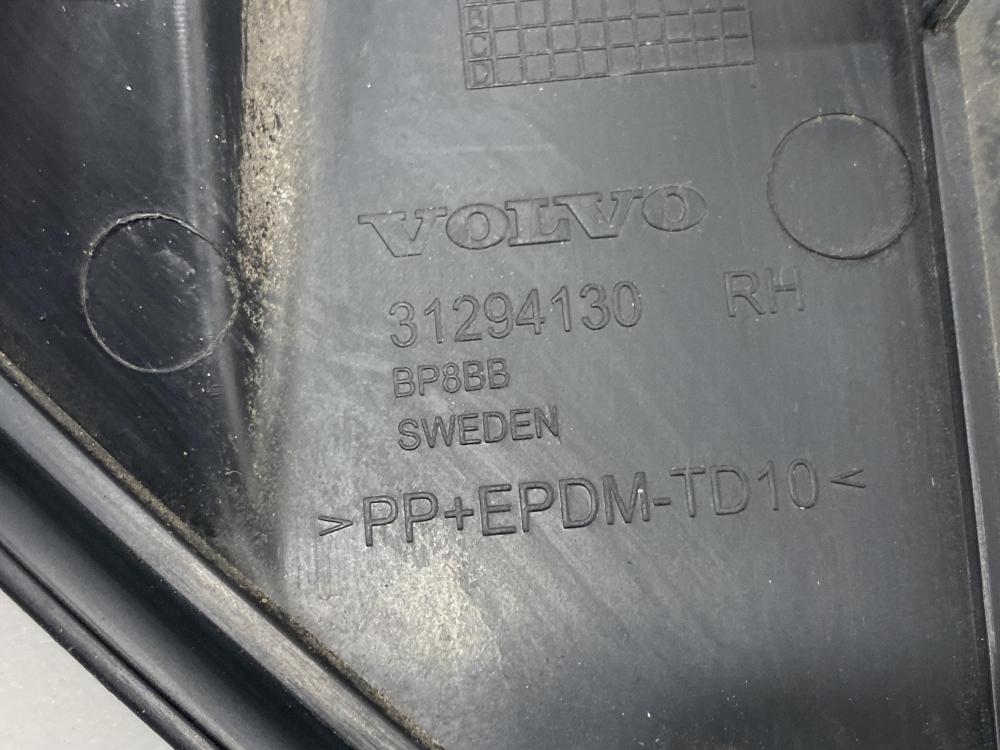 B
C
D
VOLVO
31294130 RH
BP8BB
SWEDEN
>PP+EPDM-TD10<